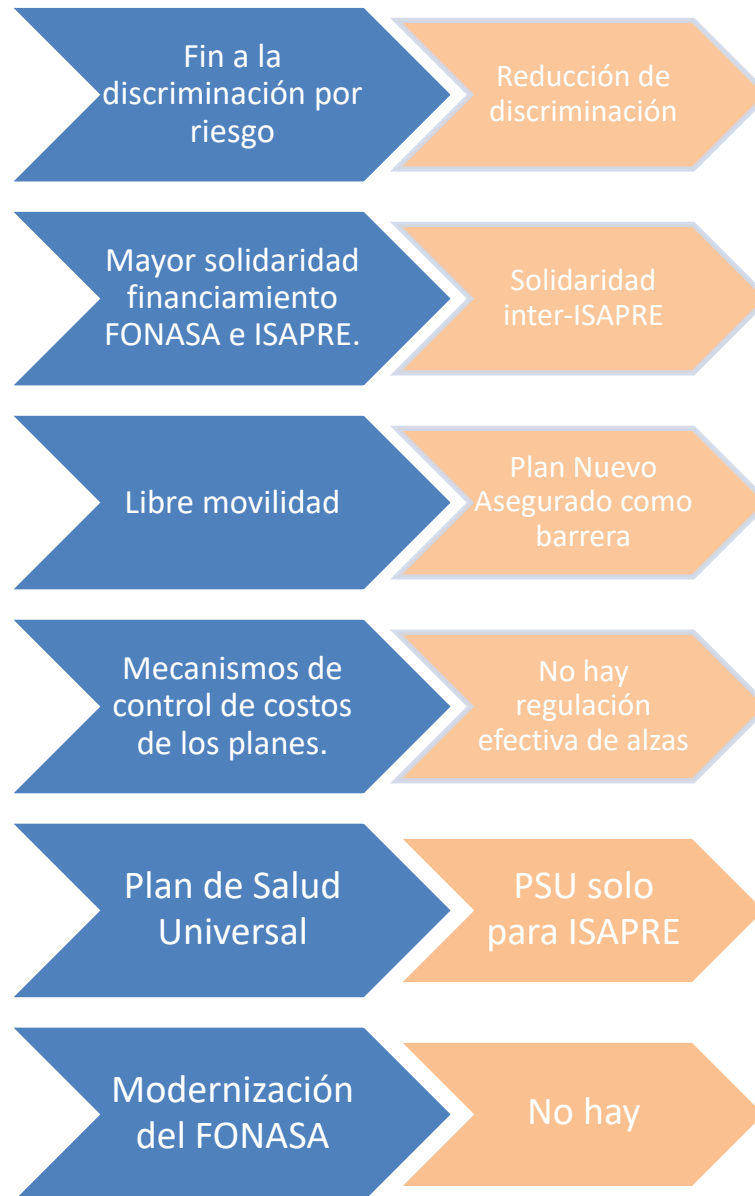 Fin a la
discriminación por
riesgo
Reducción de
discriminación
Mayor solidaridad
financiamiento
FONASA e ISAPRE.
Solidaridad
inter-ISAPRE
Libre movilidad
Plan Nuevo
Asegurado como
barrera
Mecanismos de
control de costos
de los planes.
No hay
regulación
efectiva de alzas
Plan de Salud
Universal
PSU solo
para ISAPRE
Modernización
del FONASA
No hay